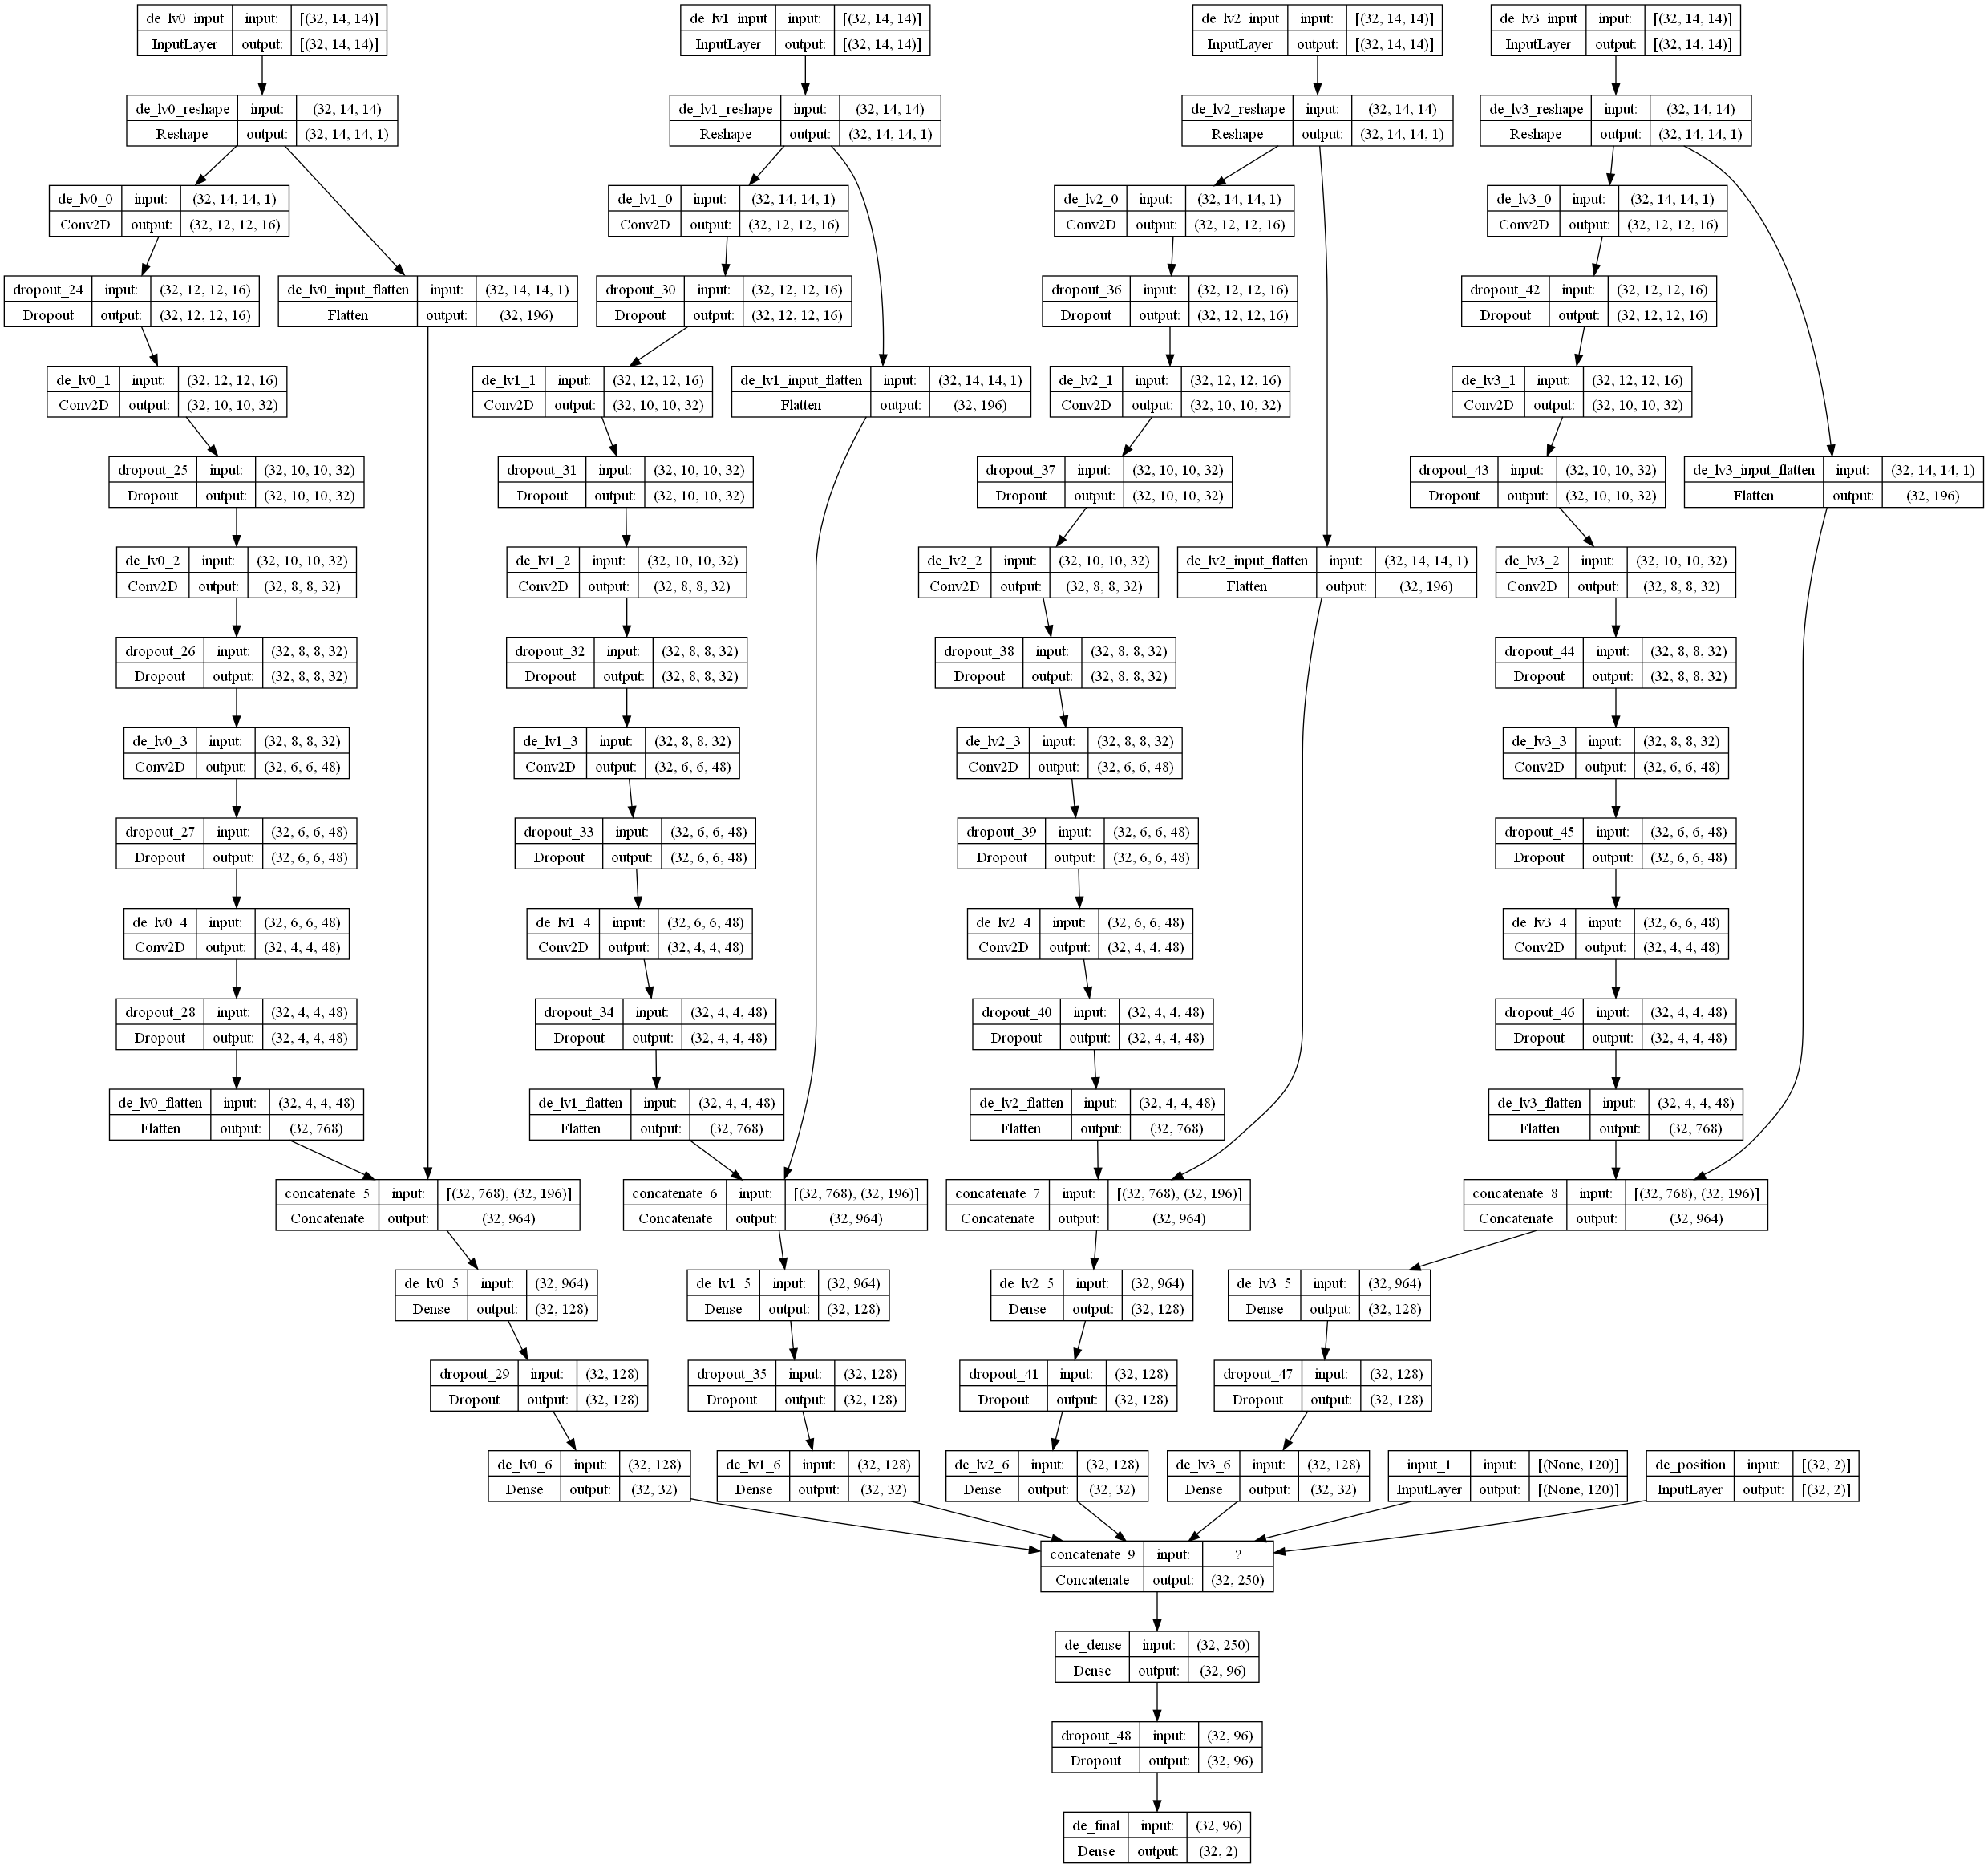 de_lv0_input input: [(32, 14, 14)]
InputLayer output: [(32, 14, 14)]
de_lv1_input input: [(32, 14, 14)]
InputLayer output: [(32, 14, 14)]
de_lv2_input input: [(32, 14, 14)]
InputLayer output: [(32, 14, 14)]
de_lv3_input input: [(32, 14, 14)]
InputLayer output: [(32, 14, 14)]
de_lv0_reshape input: (32, 14, 14)
Reshape output: (32, 14, 14, 1)
de_lv1_reshape input: (32, 14, 14)
Reshape output: (32, 14, 14, 1)
de_lv2_reshape input: (32, 14, 14)
Reshape output: (32, 14, 14, 1)
de_lv3_reshape input: (32, 14, 14)
Reshape output: (32, 14, 14, 1)
de_lv0_0 input: (32, 14, 14, 1)
Conv2D output: (32, 12, 12, 16)
de_lv1_0 input: (32, 14, 14, 1)
Conv2D output: (32, 12, 12, 16)
de_lv2_0 input: (32, 14, 14, 1)
Conv2D output: (32, 12, 12, 16)
de_lv3_0 input: (32, 14, 14, 1)
Conv2D output: (32, 12, 12, 16)
dropout_24 input: (32, 12, 12, 16)
Dropout output: (32, 12, 12, 16)
de_lv0_input_flatten input: (32, 14, 14, 1)
Flatten output: (32, 196)
dropout_30 input: (32, 12, 12, 16)
Dropout output: (32, 12, 12, 16)
dropout_36 input: (32, 12, 12, 16)
Dropout output: (32, 12, 12, 16)
dropout_42 input: (32, 12, 12, 16)
Dropout output: (32, 12, 12, 16)
de_lv0_1 input: (32, 12, 12, 16)
Conv2D output: (32, 10, 10, 32)
de_lv1_1 input: (32, 12, 12, 16)
Conv2D output: (32, 10, 10, 32)
de_lv1_input_flatten input: (32, 14, 14, 1)
Flatten output: (32, 196)
de_lv2_1 input: (32, 12, 12, 16)
Conv2D output: (32, 10, 10, 32)
de_lv3_1 input: (32, 12, 12, 16)
Conv2D output: (32, 10, 10, 32)
dropout_25 input: (32, 10, 10, 32)
Dropout output: (32, 10, 10, 32)
dropout_31 input: (32, 10, 10, 32)
Dropout output: (32, 10, 10, 32)
dropout_37 input: (32, 10, 10, 32)
Dropout output: (32, 10, 10, 32)
dropout_43 input: (32, 10, 10, 32)
Dropout output: (32, 10, 10, 32)
de_lv3_input_flatten input: (32, 14, 14, 1)
Flatten output: (32, 196)
de_lv0_2 input: (32, 10, 10, 32)
Conv2D output: (32, 8, 8, 32)
de_lv1_2 input: (32, 10, 10, 32)
Conv2D output: (32, 8, 8, 32)
de_lv2_2 input: (32, 10, 10, 32)
Conv2D output: (32, 8, 8, 32)
de_lv2_input_flatten input: (32, 14, 14, 1)
Flatten output: (32, 196)
de_lv3_2 input: (32, 10, 10, 32)
Conv2D output: (32, 8, 8, 32)
dropout_26 input: (32, 8, 8, 32)
Dropout output: (32, 8, 8, 32)
dropout_32 input: (32, 8, 8, 32)
Dropout output: (32, 8, 8, 32)
dropout_38 input: (32, 8, 8, 32)
Dropout output: (32, 8, 8, 32)
dropout_44 input: (32, 8, 8, 32)
Dropout output: (32, 8, 8, 32)
de_lv0_3 input: (32, 8, 8, 32)
Conv2D output: (32, 6, 6, 48)
de_lv1_3 input: (32, 8, 8, 32)
Conv2D output: (32, 6, 6, 48)
de_lv2_3 input: (32, 8, 8, 32)
Conv2D output: (32, 6, 6, 48)
de_lv3_3 input: (32, 8, 8, 32)
Conv2D output: (32, 6, 6, 48)
dropout_27 input: (32, 6, 6, 48)
Dropout output: (32, 6, 6, 48)
dropout_33 input: (32, 6, 6, 48)
Dropout output: (32, 6, 6, 48)
dropout_39 input: (32, 6, 6, 48)
Dropout output: (32, 6, 6, 48)
dropout_45 input: (32, 6, 6, 48)
Dropout output: (32, 6, 6, 48)
de_lv0_4 input: (32, 6, 6, 48)
Conv2D output: (32, 4, 4, 48)
de_lv1_4 input: (32, 6, 6, 48)
Conv2D output: (32, 4, 4, 48)
de_lv2_4 input: (32, 6, 6, 48)
Conv2D output: (32, 4, 4, 48)
de_lv3_4 input: (32, 6, 6, 48)
Conv2D output: (32, 4, 4, 48)
dropout_28 input: (32, 4, 4, 48)
Dropout output: (32, 4, 4, 48)
dropout_34 input: (32, 4, 4, 48)
Dropout output: (32, 4, 4, 48)
dropout_40 input: (32, 4, 4, 48)
Dropout output: (32, 4, 4, 48)
dropout_46 input: (32, 4, 4, 48)
Dropout output: (32, 4, 4, 48)
de_lv0_flatten input: (32, 4, 4, 48)
Flatten output: (32, 768)
de_lv1_flatten input: (32, 4, 4, 48)
Flatten output: (32, 768)
de_lv2_flatten input: (32, 4, 4, 48)
Flatten output: (32, 768)
de_lv3_flatten input: (32, 4, 4, 48)
Flatten output: (32, 768)
concatenate_5 input: [(32, 768), (32, 196)]
Concatenate output: (32, 964)
concatenate_6 input: [(32, 768), (32, 196)]
Concatenate output: (32, 964)
concatenate_7 input: [(32, 768), (32, 196)]
Concatenate output: (32, 964)
concatenate_8 input: [(32, 768), (32, 196)]
Concatenate output: (32, 964)
de_lv0_5 input: (32, 964)
Dense output: (32, 128)
de_lv1_5 input: (32, 964)
Dense output: (32, 128)
de_lv2_5 input: (32, 964)
Dense output: (32, 128)
de_lv3_5 input: (32, 964)
Dense output: (32, 128)
dropout_29 input: (32, 128)
Dropout output: (32, 128)
dropout_35 input: (32, 128)
Dropout output: (32, 128)
dropout_41 input: (32, 128)
Dropout output: (32, 128)
dropout_47 input: (32, 128)
Dropout output: (32, 128)
de_lv0_6 input: (32, 128)
Dense output: (32, 32)
de_lv1_6 input: (32, 128)
Dense output: (32, 32)
de_lv2_6 input: (32, 128)
Dense output: (32, 32)
de_lv3_6 input: (32, 128)
Dense output: (32, 32)
input_1 input: [(None, 120)]
InputLayer output: [(None, 120)]
de_position input: [(32, 2)]
InputLayer output: [(32, 2)]
concatenate_9 input: ?
Concatenate output: (32, 250)
de_dense input: (32, 250)
Dense output: (32, 96)
dropout_48 input: (32, 96)
Dropout output: (32, 96)
de_final input: (32, 96)
Dense output: (32, 2)